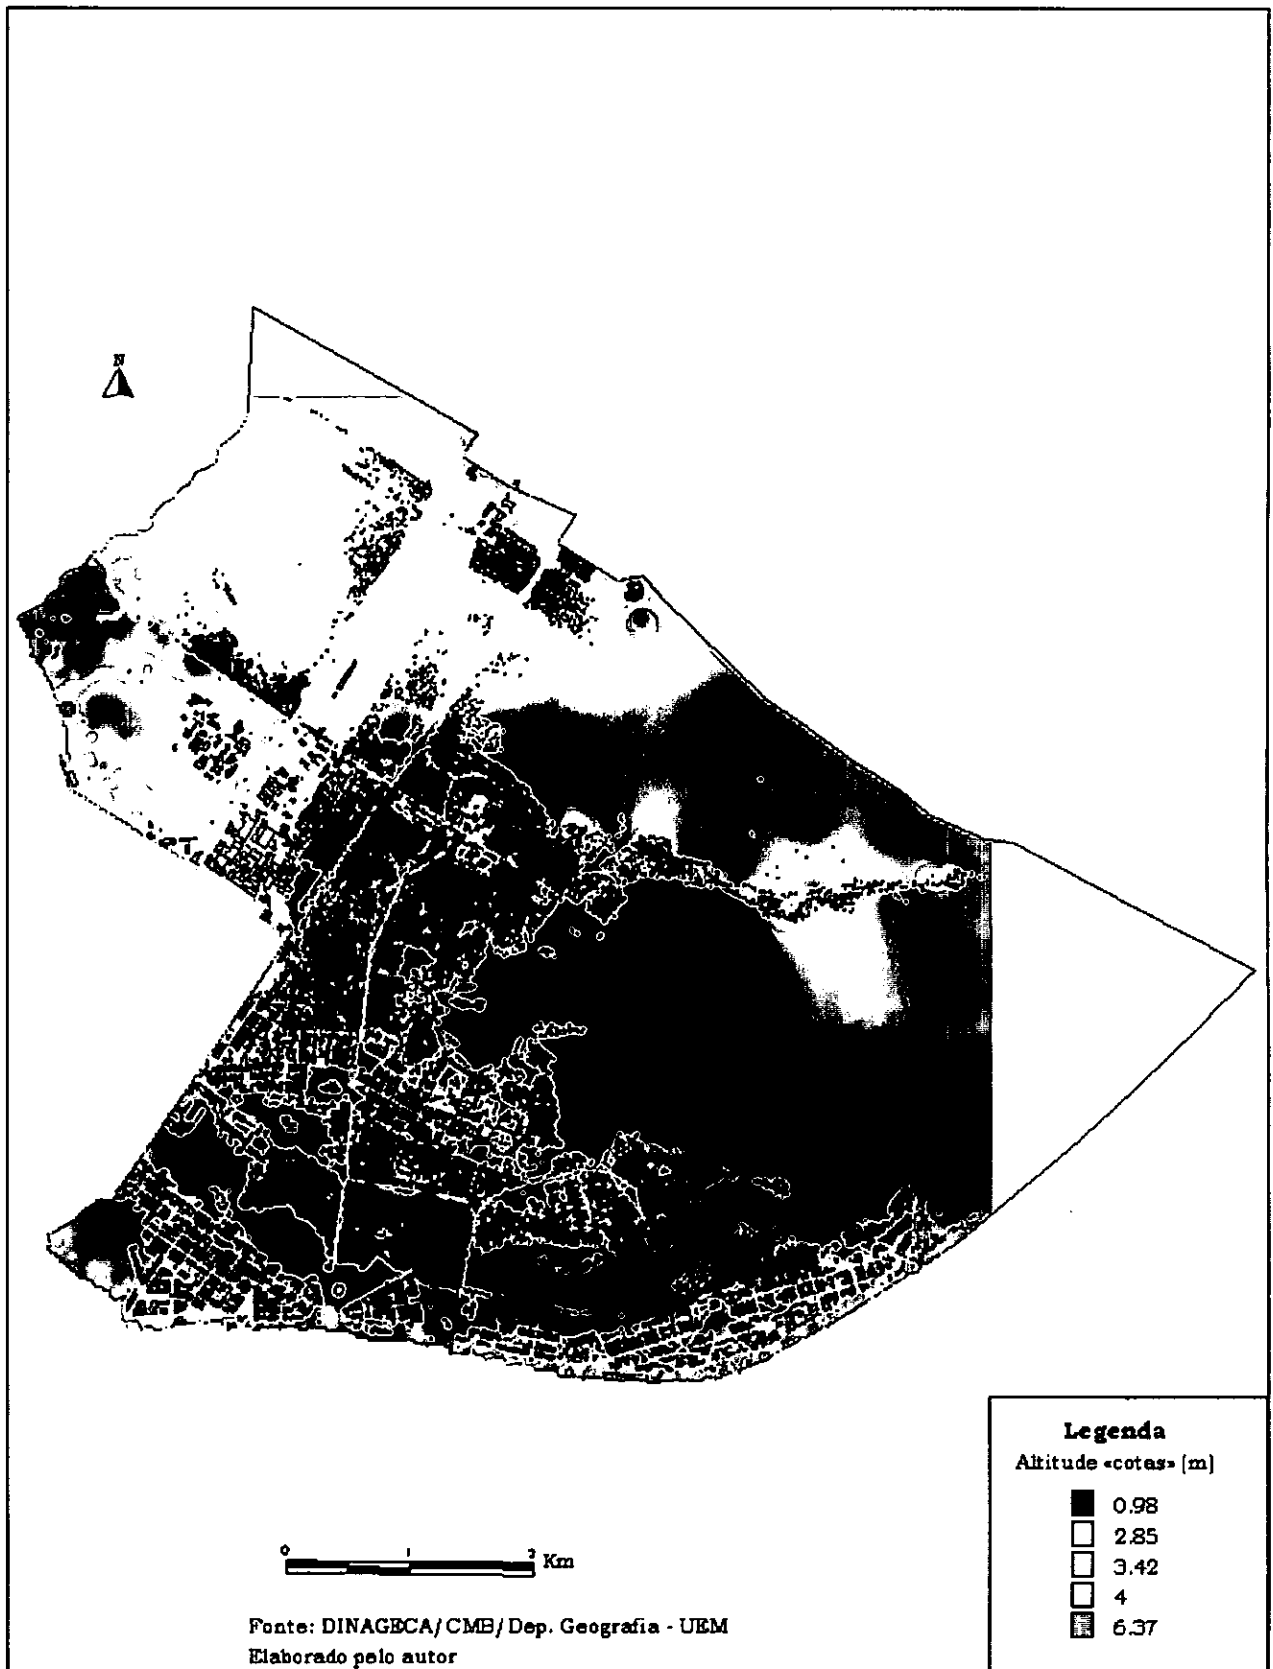 N
Legenda
Altitude «cotas» [m]
0.98
2.85
3.42
4
6.37
0 1 2 Km
Fonte: DINAGECA/CMB/Dep. Geografia - UEM
Elaborado pelo autor